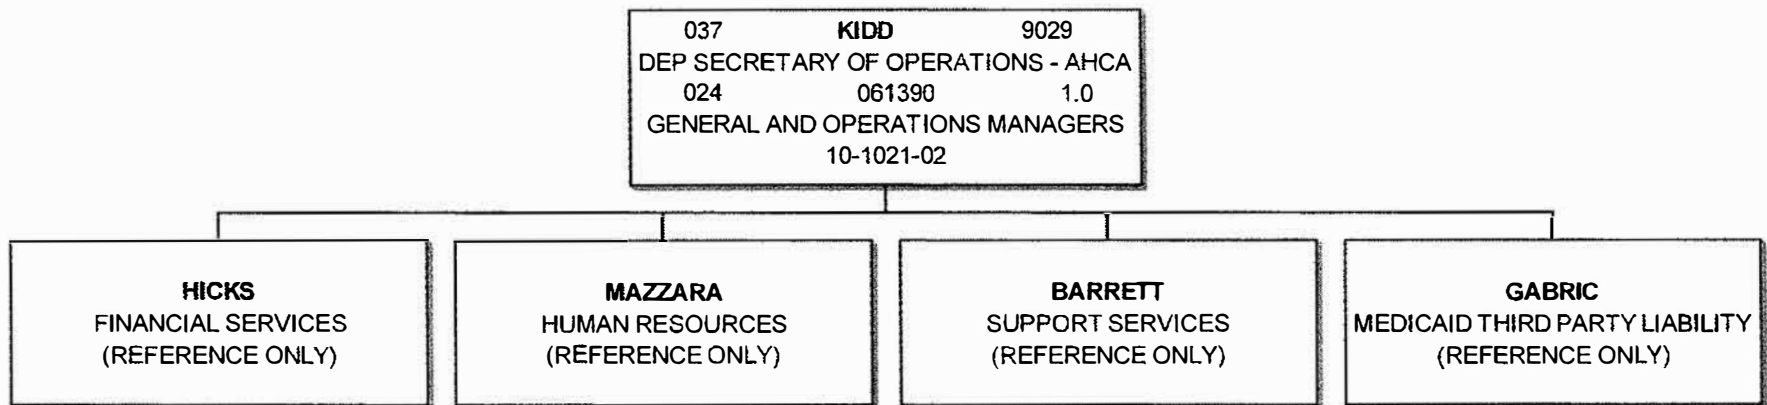 037 KIDD 9029
DEP SECRETARY OF OPERATIONS - AHCA
024 061390 1.0
GENERAL AND OPERATIONS MANAGERS
10-1021-02
HICKS
FINANCIAL SERVICES
(REFERENCE ONLY)
MAZZARA
HUMAN RESOURCES
(REFERENCE ONLY)
BARRETT
SUPPORT SERVICES
(REFERENCE ONLY)
GABRIC
MEDICAID THIRD PARTY LIABILITY
(REFERENCE ONLY)